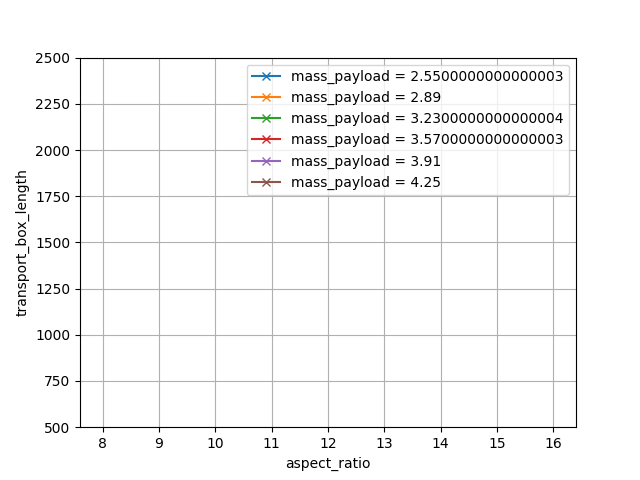 2500
2250
2000
1750
1500
1250
1000
750
500
transport_box_length
mass_payload = 2.5500000000000003
mass_payload = 2.89
mass_payload = 3.2300000000000004
mass_payload = 3.5700000000000003
mass_payload = 3.91
mass_payload = 4.25
8 9 10 11 12 13 14 15 16
aspect_ratio